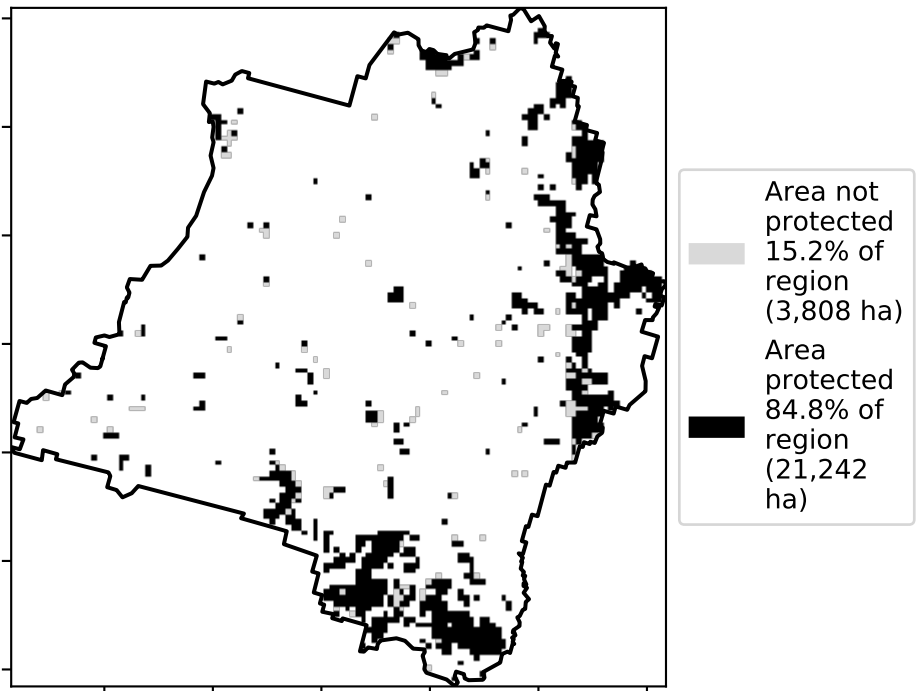 Area not
protected
15.2% of
region
(3,808 ha)
Area
protected
84.8% of
region
(21,242
ha)